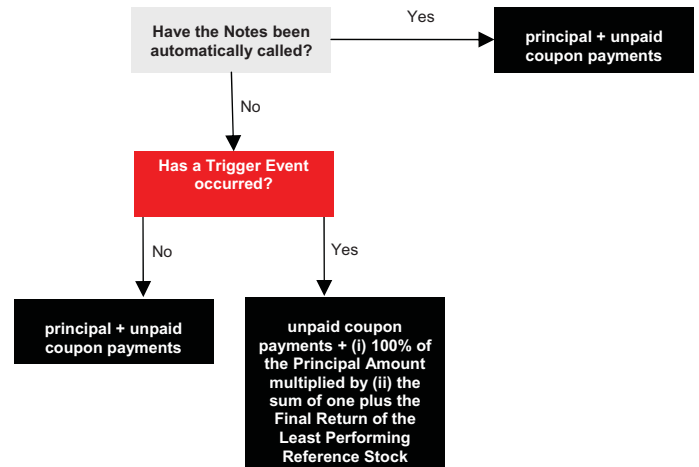 Have the Notes been
automatically called?
Yes
principal + unpaid
coupon payments
No
Has a Trigger Event
occurred?
No
Yes
principal + unpaid
coupon payments
unpaid coupon
payments + (i) 100% of
the Principal Amount
multiplied by (ii) the
sum of one plus the
Final Return of the
Least Performing
Reference Stock